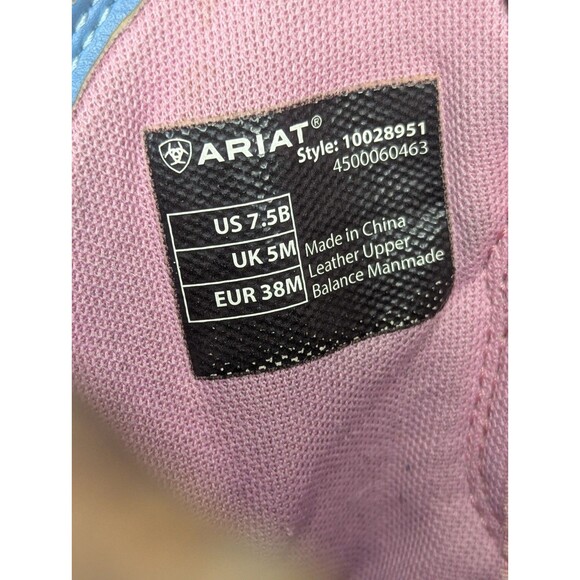 ARIAT®
Style: 10028951
4500060463
US 7.5B
UK 5M
EUR 38M
Made in China
Leather Upper
Balance Manmade